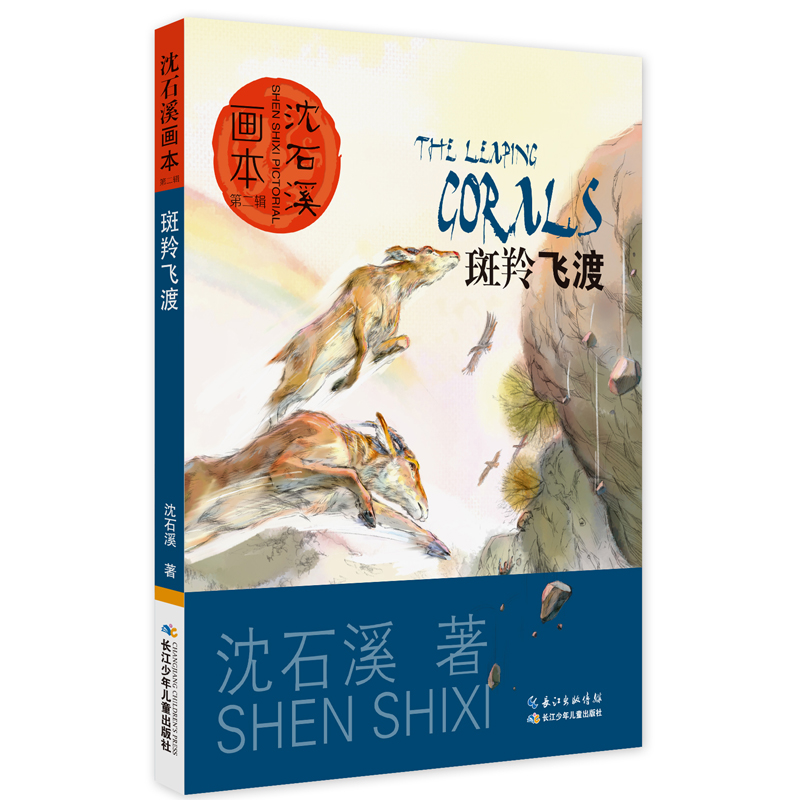 沈石溪画本
第二辑
斑羚飞渡
沈石溪 著
CHANGJIANG CHILDREN'S PRESS
长江少年儿童出版社
沈石溪
SHEN SHIXI PICTORIAL
画本
第二辑
THE LEAPING
GORALS
斑羚飞渡
沈石溪 著
SHEN SHIXI
长江出版传媒
长江少年儿童出版社